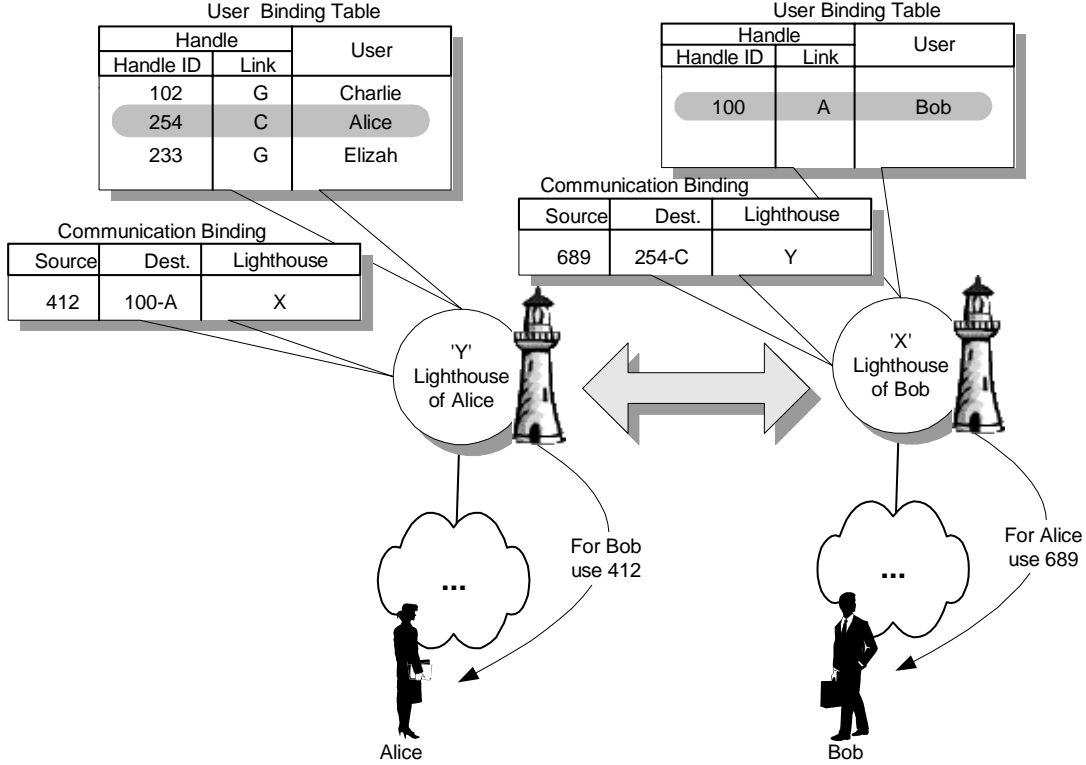 User Binding Table
Handle User
Handle ID Link
102 G Charlie
254 C Alice
233 G Elizah
User Binding Table
Handle User
Handle ID Link
100 A Bob
Communication Binding
Source Dest. Lighthouse
412 100-A X
Communication Binding
Source Dest. Lighthouse
689 254-C Y
'Y'
Lighthouse
of Alice
'X'
Lighthouse
of Bob
For Bob
use 412
For Alice
use 689
...
...
Alice
Bob